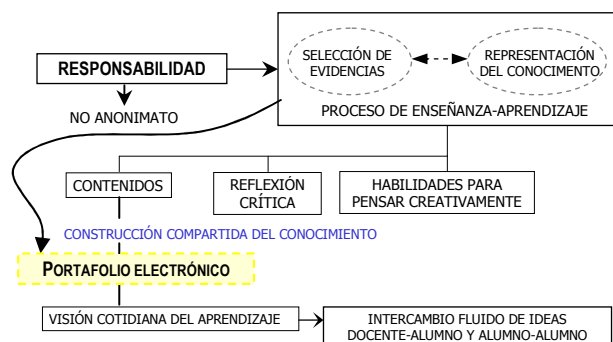 SELECCIÓN DE
EVIDENCIAS
REPRESENTACIÓN
DEL CONOCIMIENTO
RESPONSABILIDAD
NO ANONIMATO
PROCESO DE ENSEÑANZA-APRENDIZAJE
CONTENIDOS
REFLEXIÓN
CRÍTICA
HABILIDADES PARA
PENSAR CREATIVAMENTE
CONSTRUCCIÓN COMPARTIDA DEL CONOCIMIENTO
PORTAFOLIO ELECTRÓNICO
VISIÓN COTIDIANA DEL APRENDIZAJE
INTERCAMBIO FLUIDO DE IDEAS
DOCENTE-ALUMNO Y ALUMNO-ALUMNO